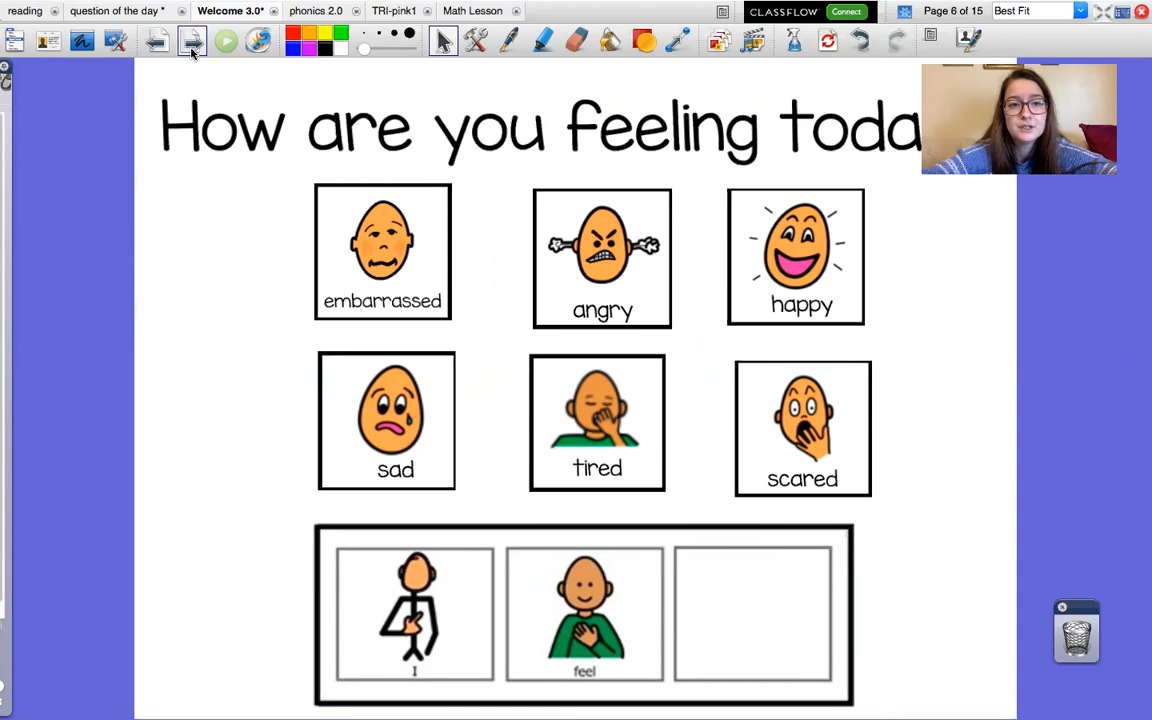 reading
question of the day *
Welcome 3.0*
phonics 2.0
TRI-pink1
Math Lesson
CLASSFLOW
Connect
Page 6 of 15
Best Fit
How are you feeling toda
embarrassed
angry
happy
sad
tired
scared
I
feel